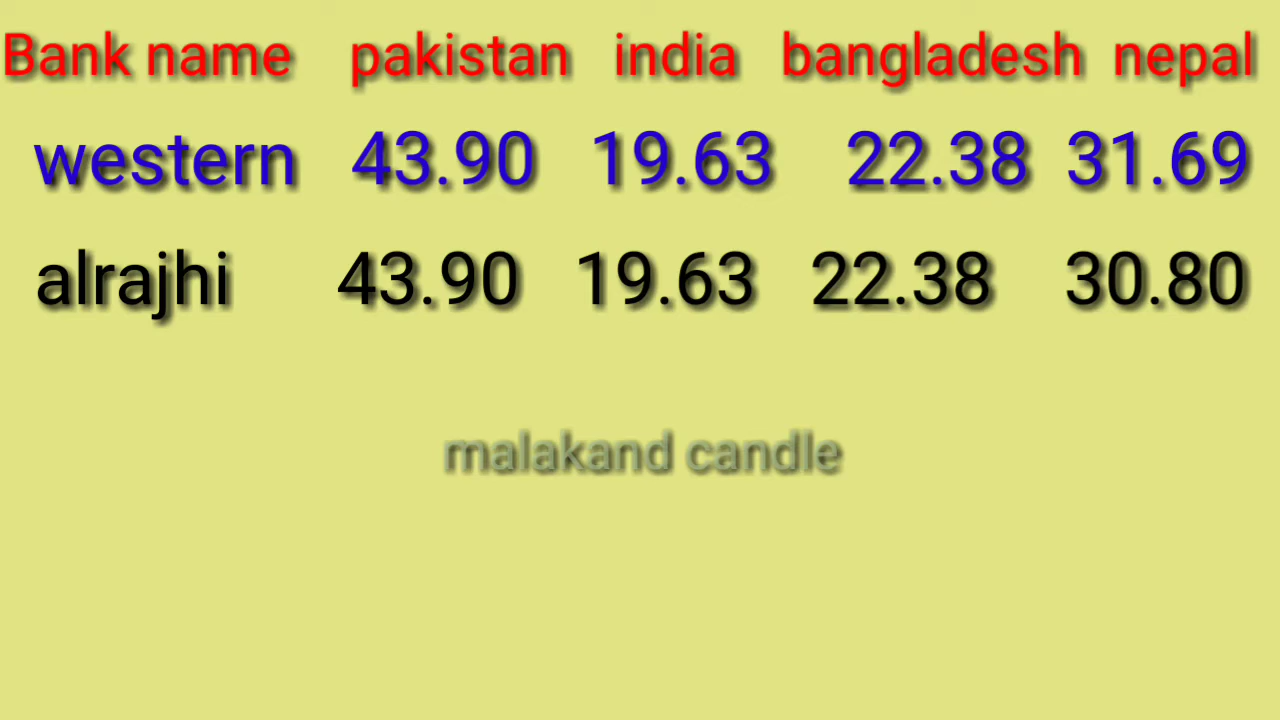 Bank name pakistan india bangladesh nepal
western 43.90 19.63 22.38 31.69
alrajhi 43.90 19.63 22.38 30.80
malakand candle